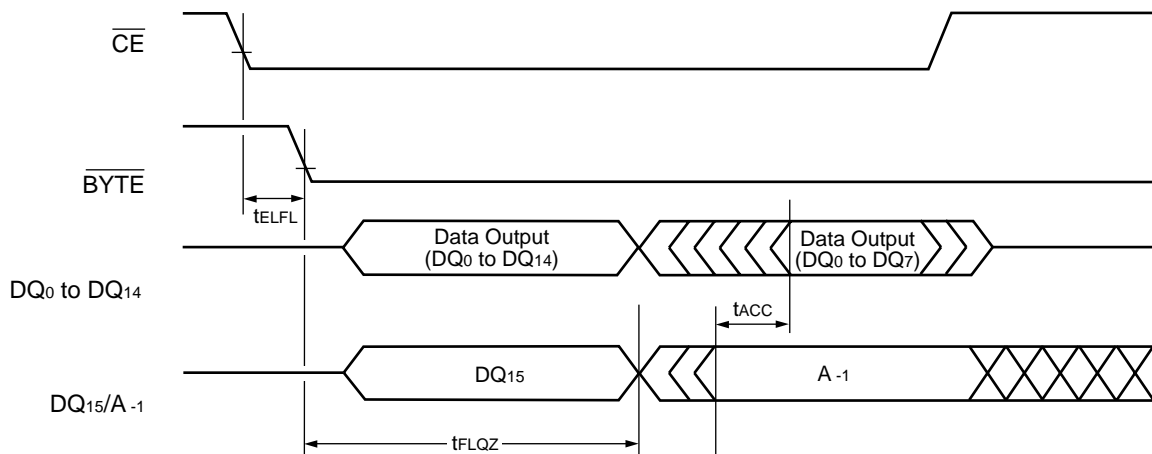 CE
BYTE
tELFL
Data Output
(DQ0 to DQ14)
Data Output
(DQ0 to DQ7)
DQ0 to DQ14
tACC
DQ15
A -1
DQ15/A -1
tFLQZ